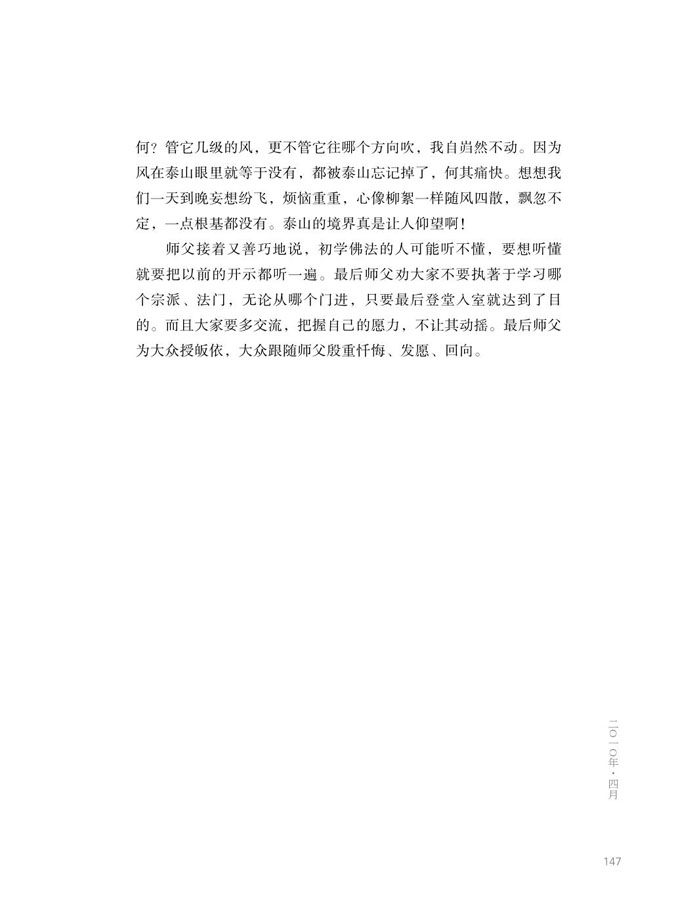 何？管它几级的风，更不管它往哪个方向吹，我自岿然不动。因为
风在泰山眼里就等于没有，都被泰山忘记掉了，何其痛快。想想我
们一天到晚妄想纷飞，烦恼重重，心像柳絮一样随风四散，飘忽不
定，一点根基都没有。泰山的境界真是让人仰望啊！
师父接着又善巧地说，初学佛法的人可能听不懂，要想听懂
就要把以前的开示都听一遍。最后师父劝大家不要执著于学习哪
个宗派、法门，无论从哪个门进，只要最后登堂入室就达到了目
的。而且大家要多交流，把握自己的愿力，不让其动摇。最后师父
为大众授皈依，大众跟随师父殷重忏悔、发愿、回向。
二〇一〇年·四月
147